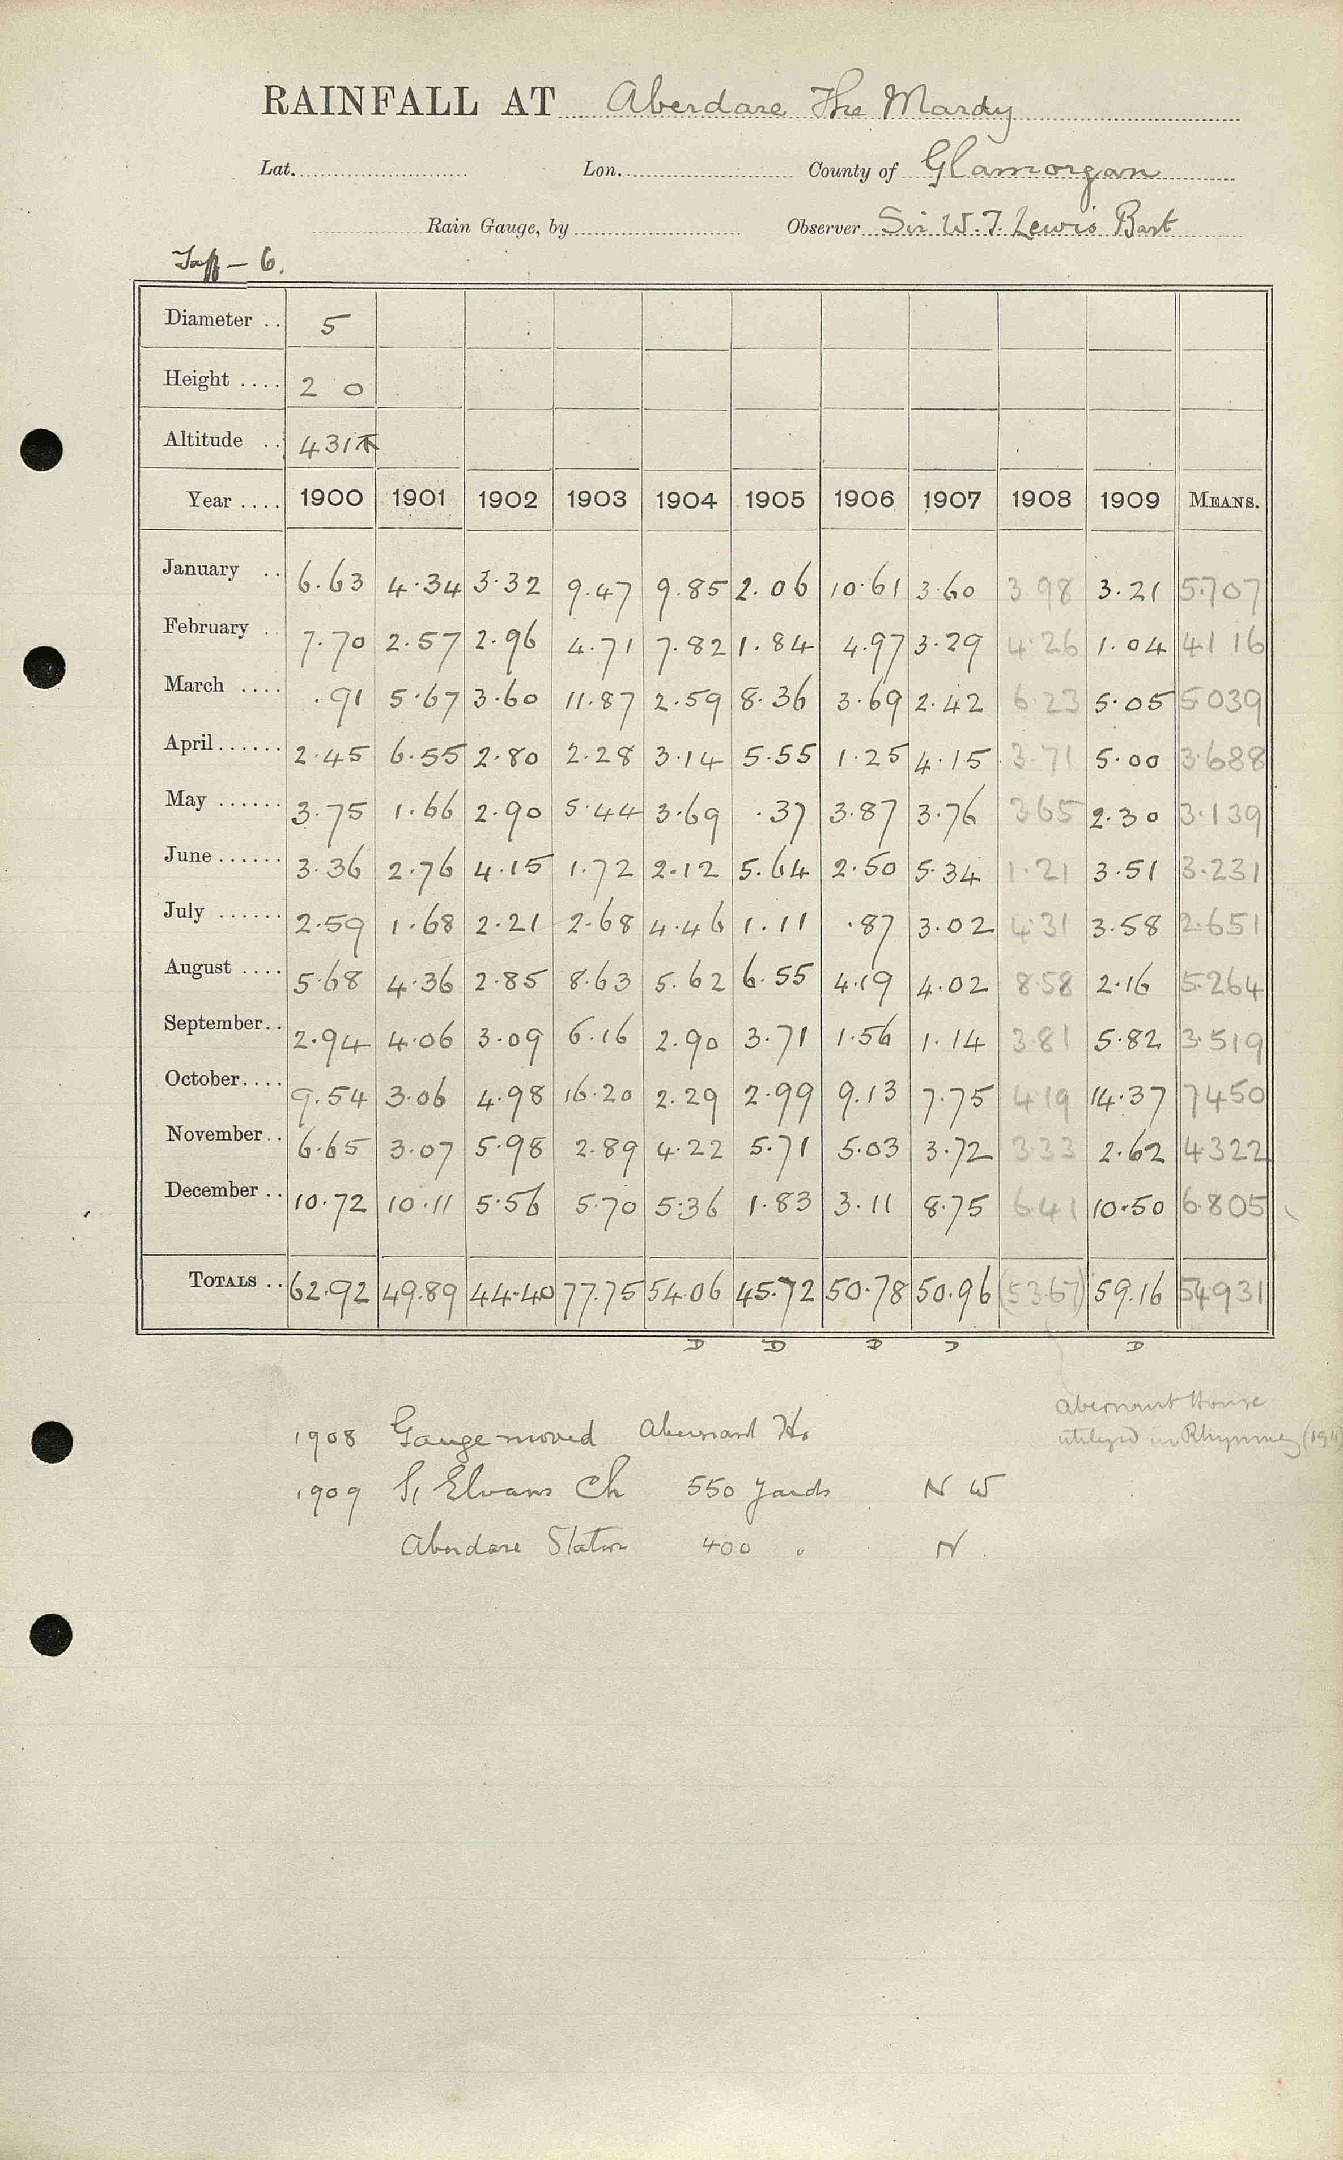 RAINFALL AT Aberdare The Mardy
Lat. Lon. County of Glamorgan
Rain Gauge, by Observer Sir W. T. Lewis Bart
Taff - 6.
Diameter .. 5
Height .... 2 0
Altitude .. 431
Year .... 1900 1901 1902 1903 1904 1905 1906 1907 1908 1909 MEANS.
January .. 6.63 4.34 3.32 9.47 9.85 2.06 10.61 3.60 3.98 3.21 5.707
February .. 7.70 2.57 2.96 4.71 7.82 1.84 4.97 3.29 4.26 1.04 4116
March .... .91 5.67 3.60 11.87 2.59 8.36 3.69 2.42 6.23 5.05 5.039
April...... 2.45 6.55 2.80 2.28 3.14 5.55 1.25 4.15 3.71 5.00 3.688
May ...... 3.75 1.66 2.90 5.44 3.69 .37 3.87 3.76 3.65 2.30 3.139
June...... 3.36 2.76 4.15 1.72 2.12 5.64 2.50 5.34 1.21 3.51 3.231
July ...... 2.59 1.68 2.21 2.68 4.46 1.11 .87 3.02 4.31 3.58 2.651
August .... 5.68 4.36 2.85 8.63 5.62 6.55 4.19 4.02 8.58 2.16 5.264
September.. 2.94 4.06 3.09 6.16 2.90 3.71 1.56 1.14 3.81 5.82 3.519
October.... 9.54 3.06 4.98 16.20 2.29 2.99 9.13 7.75 4.19 14.37 7450
November.. 6.65 3.07 5.98 2.89 4.22 5.71 5.03 3.72 3.33 2.62 4322
December .. 10.72 10.11 5.56 5.70 5.36 1.83 3.11 8.75 6.41 10.50 6.805
TOTALS .. 62.92 49.89 44.40 77.75 54.06 45.72 50.78 50.96 (53.67) 59.16 54931
D D D D D
Abernant House
utilized in Rhymney
1908 Gauge moved Abernant Ho
1909 St Elvans Ch 550 yards N W
Aberdare Station 400 " N